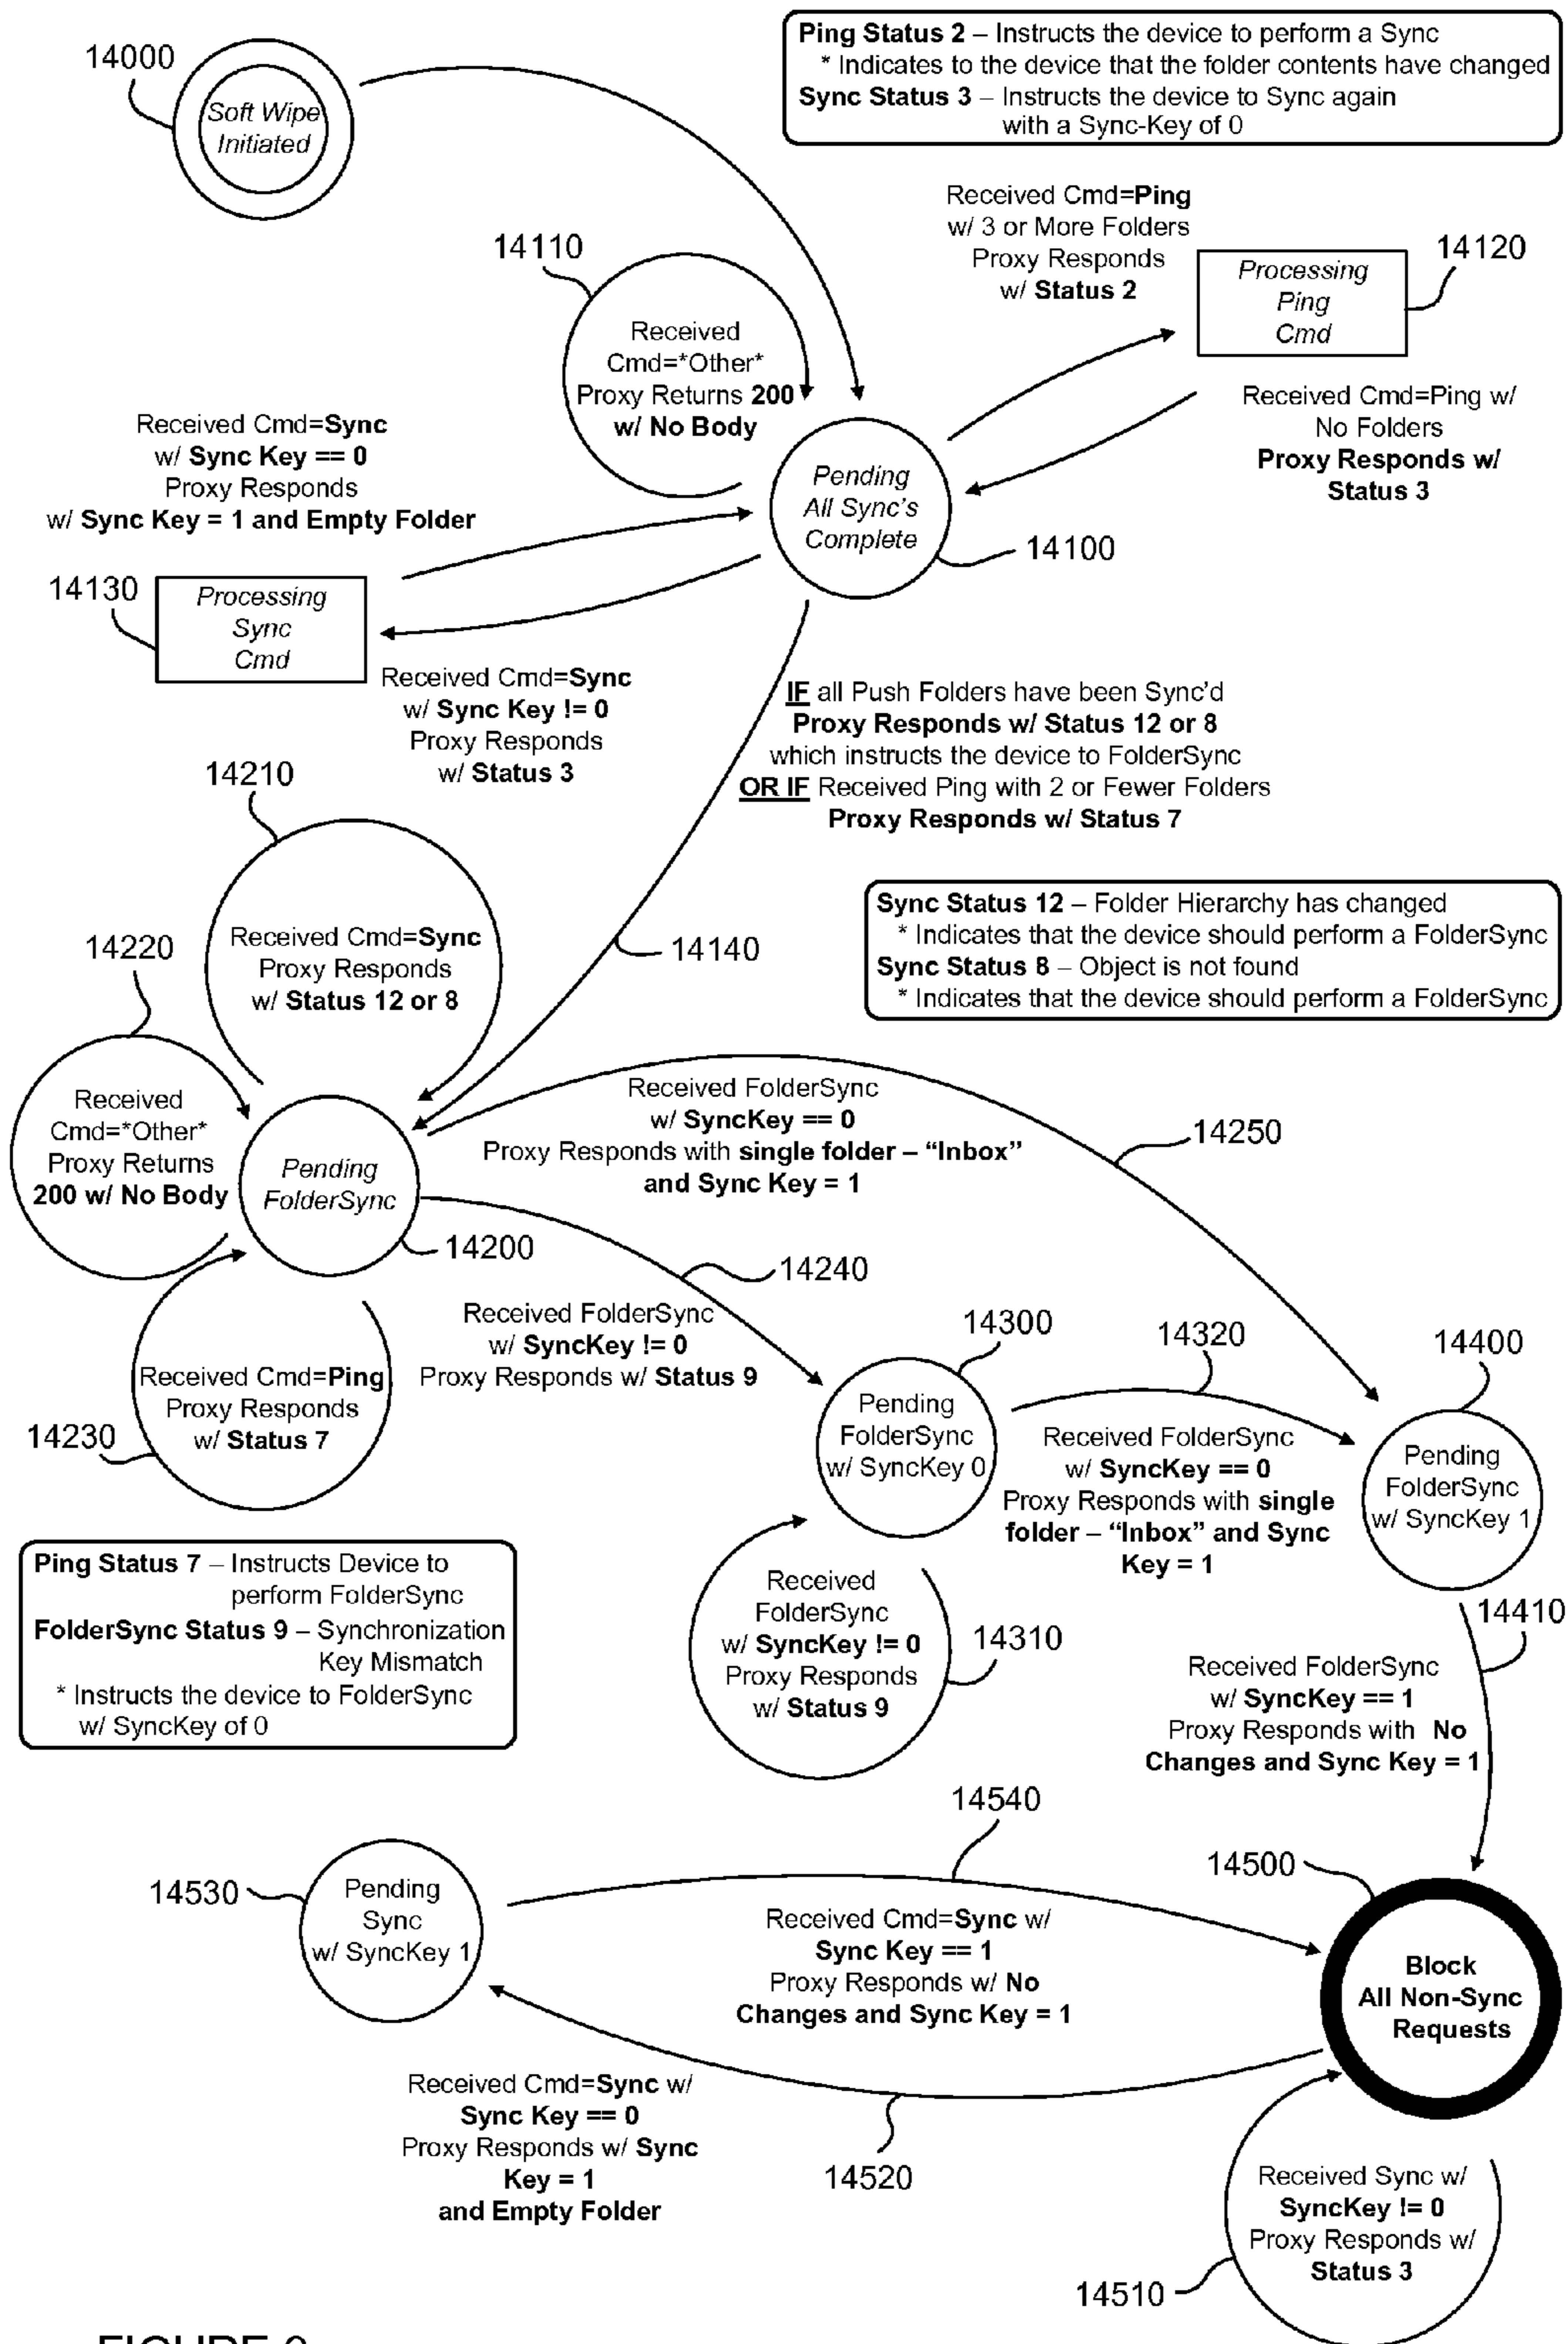 14000
Soft Wipe
Initiated
Ping Status 2 – Instructs the device to perform a Sync
* Indicates to the device that the folder contents have changed
Sync Status 3 – Instructs the device to Sync again
with a Sync-Key of 0
Received Cmd=Ping
w/ 3 or More Folders
Proxy Responds
w/ Status 2
14110
Received
Cmd=*Other*
Proxy Returns 200
w/ No Body
14120
Processing
Ping
Cmd
Received Cmd=Ping w/
No Folders
Proxy Responds w/
Status 3
Received Cmd=Sync
w/ Sync Key == 0
Proxy Responds
w/ Sync Key = 1 and Empty Folder
Pending
All Sync's
Complete
14100
14130
Processing
Sync
Cmd
Received Cmd=Sync
w/ Sync Key != 0
Proxy Responds
w/ Status 3
IF all Push Folders have been Sync'd
Proxy Responds w/ Status 12 or 8
which instructs the device to FolderSync
OR IF Received Ping with 2 or Fewer Folders
Proxy Responds w/ Status 7
14210
Received Cmd=Sync
Proxy Responds
w/ Status 12 or 8
14140
Sync Status 12 – Folder Hierarchy has changed
* Indicates that the device should perform a FolderSync
Sync Status 8 – Object is not found
* Indicates that the device should perform a FolderSync
14220
Received
Cmd=*Other*
Proxy Returns
200 w/ No Body
Pending
FolderSync
14200
Received FolderSync
w/ SyncKey == 0
Proxy Responds with single folder – “Inbox”
and Sync Key = 1
14250
14240
Received FolderSync
w/ SyncKey != 0
Proxy Responds w/ Status 9
Received Cmd=Ping
Proxy Responds
w/ Status 7
14230
14300
Pending
FolderSync
w/ SyncKey 0
14320
Received FolderSync
w/ SyncKey == 0
Proxy Responds with single
folder – “Inbox” and Sync
Key = 1
14400
Pending
FolderSync
w/ SyncKey 1
Ping Status 7 – Instructs Device to
perform FolderSync
FolderSync Status 9 – Synchronization
Key Mismatch
* Instructs the device to FolderSync
w/ SyncKey of 0
Received
FolderSync
w/ SyncKey != 0
Proxy Responds
w/ Status 9
14310
14410
Received FolderSync
w/ SyncKey == 1
Proxy Responds with No
Changes and Sync Key = 1
14540
14530
Pending
Sync
w/ SyncKey 1
Received Cmd=Sync w/
Sync Key == 1
Proxy Responds w/ No
Changes and Sync Key = 1
14500
Block
All Non-Sync
Requests
Received Cmd=Sync w/
Sync Key == 0
Proxy Responds w/ Sync
Key = 1
and Empty Folder
14520
Received Sync w/
SyncKey != 0
Proxy Responds w/
Status 3
14510